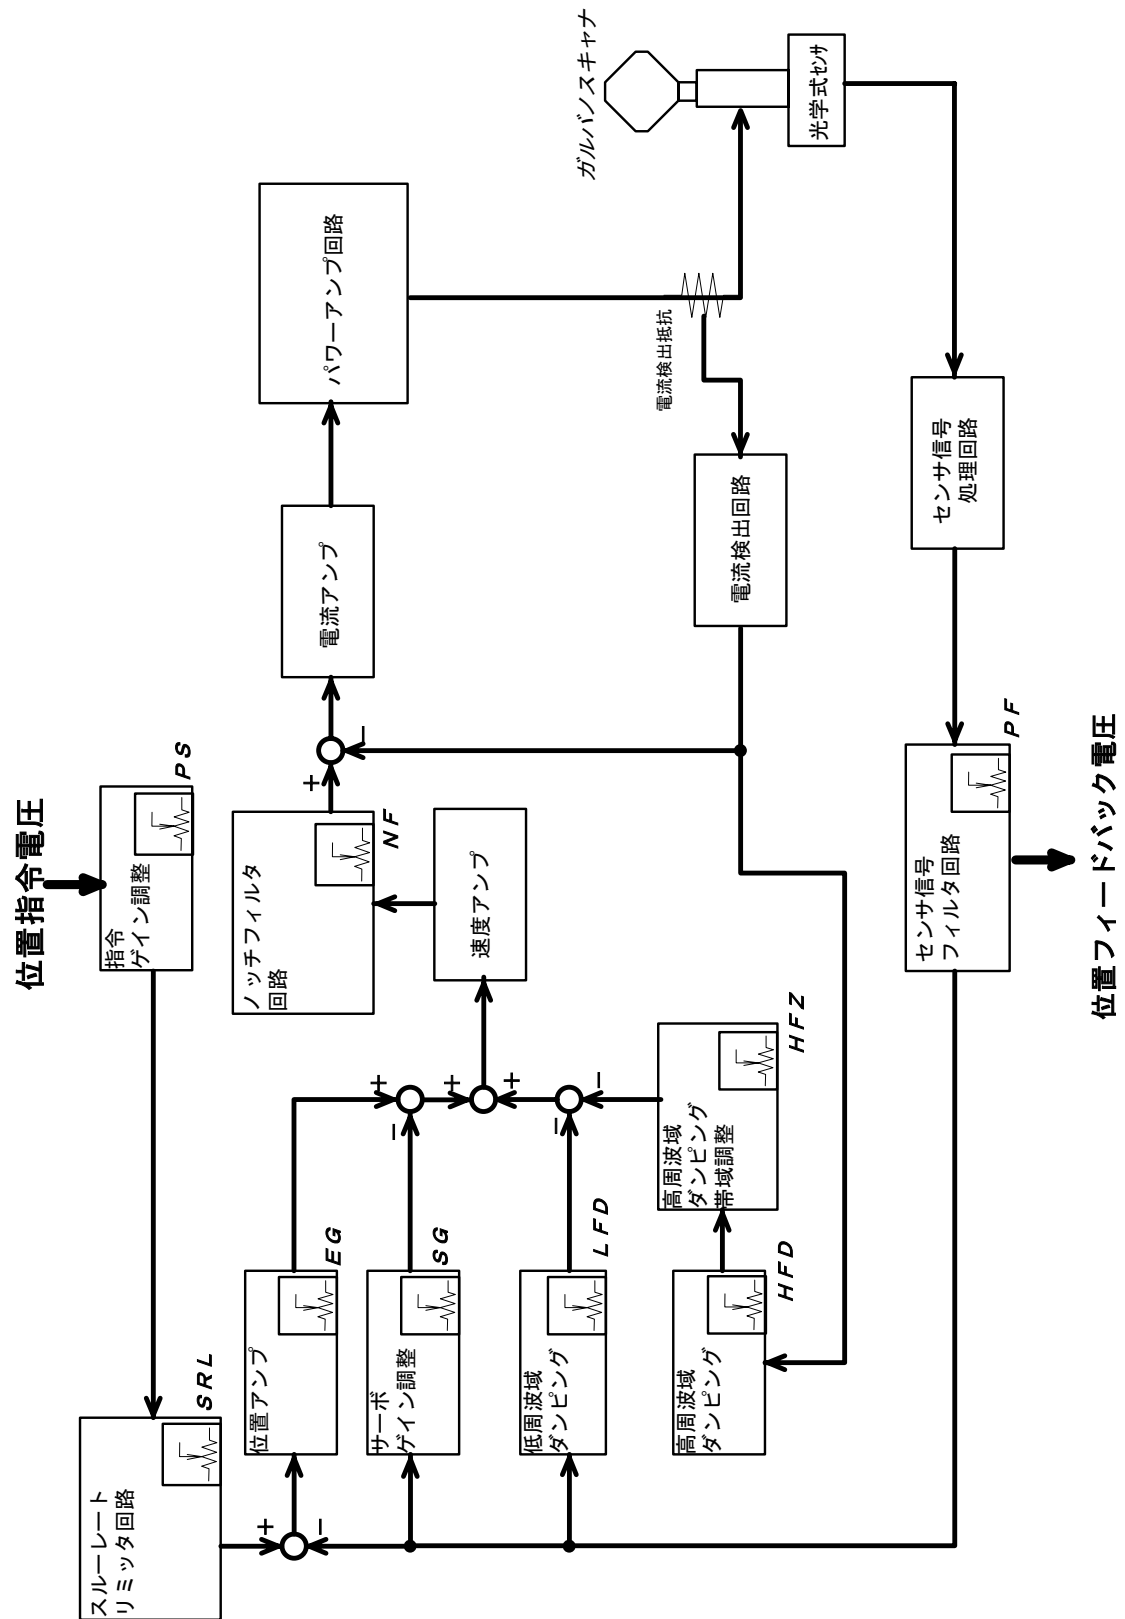 位置指令電圧
指令
ゲイン調整
PS
スルーレート
リミッタ回路
SRL
+
−
位置アンプ
EG
サーボ
ゲイン調整
SG
低周波域
ダンピング
LFD
高周波域
ダンピング
HFD
高周波域
ダンピング
帯域調整
HFZ
+
−
+
+
−
−
速度アンプ
ノッチフィルタ
回路
NF
+
−
電流アンプ
パワーアンプ回路
電流検出抵抗
電流検出回路
ガルバノスキャナ
光学式センサ
センサ信号
処理回路
センサ信号
フィルタ回路
PF
位置フィードバック電圧